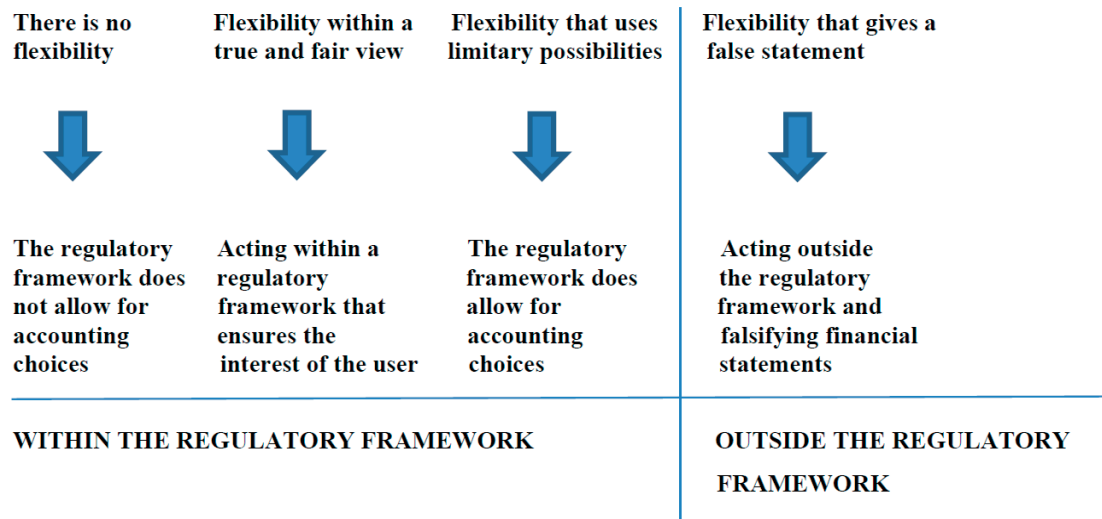 There is no
flexibility
Flexibility within a
true and fair view
Flexibility that uses
limitary possibilities
Flexibility that gives a
false statement
The regulatory
framework does
not allow for
accounting
choices
Acting within a
regulatory
framework that
ensures the
interest of the user
The regulatory
framework does
allow for
accounting
choices
Acting outside
the regulatory
framework and
falsifying financial
statements
WITHIN THE REGULATORY FRAMEWORK
OUTSIDE THE REGULATORY
FRAMEWORK